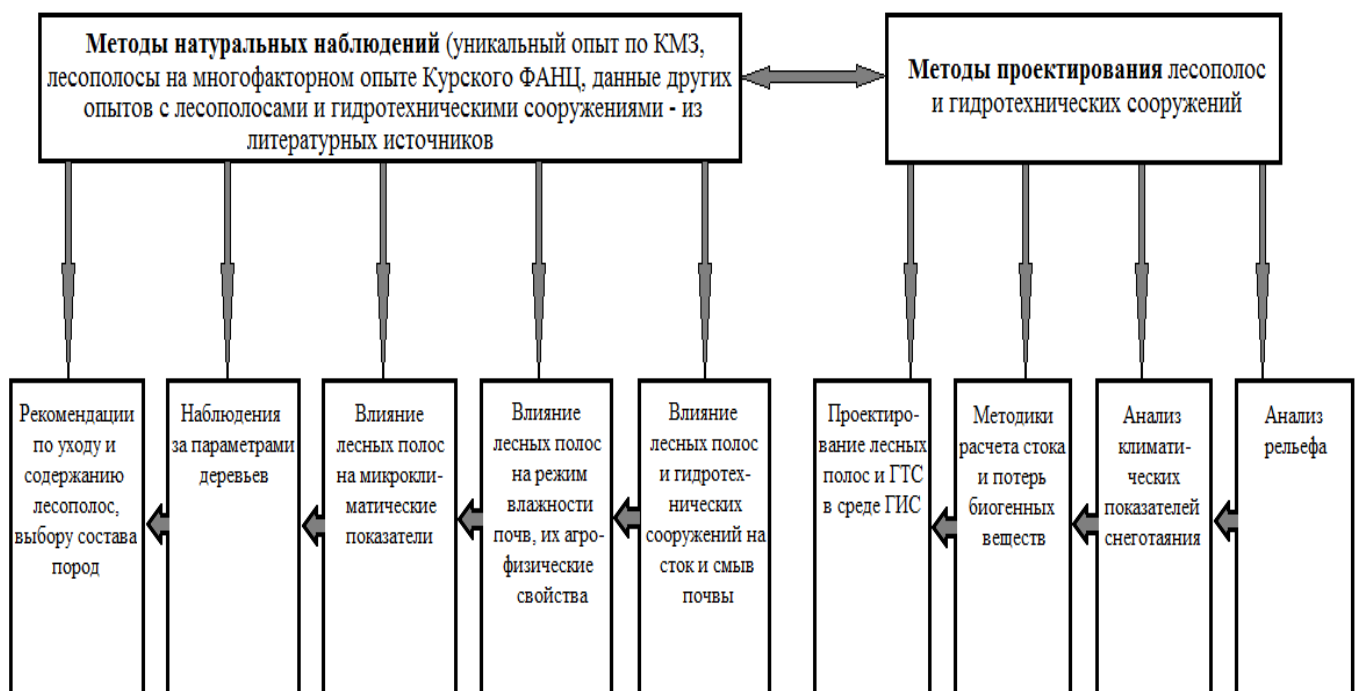 Методы натуральных наблюдений (уникальный опыт по КМЗ,
лесополосы на многофакторном опыте Курского ФАНЦ, данные других
опытов с лесополосами и гидротехническими сооружениями - из
литературных источников
Методы проектирования лесополос
и гидротехнических сооружений
Рекомендации
по уходу и
содержанию
лесополос,
выбору состава
пород
Наблюдения
за параметрами
деревьев
Влияние
лесных полос
на микрокли-
матические
показатели
Влияние
лесных полос
на режим
влажности
почв, их агро-
физические
свойства
Влияние
лесных полос
и гидротех-
нических
сооружений на
сток и смыв
почвы
Проектиро-
вание лесных
полос и ГТС
в среде ГИС
Методики
расчета стока
и потерь
биогенных
веществ
Анализ
климати-
ческих
показателей
снеготаяния
Анализ
рельефа